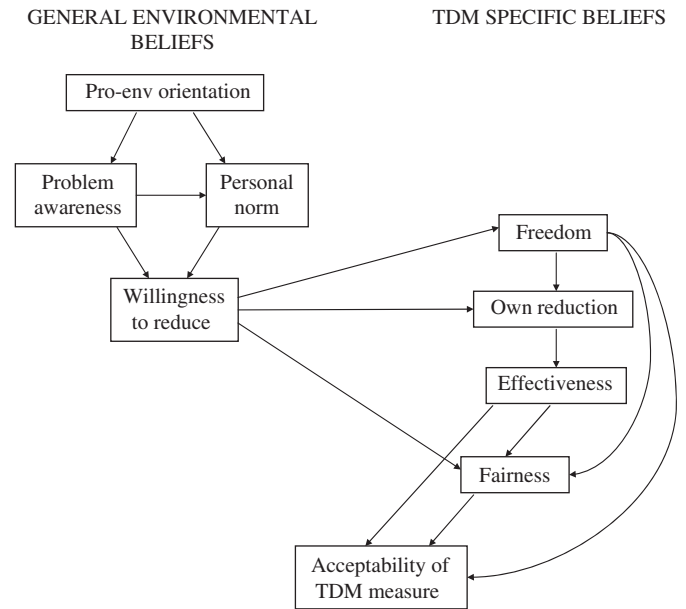 GENERAL ENVIRONMENTAL
BELIEFS
TDM SPECIFIC BELIEFS
Pro-env orientation
Problem
awareness
Personal
norm
Willingness
to reduce
Freedom
Own reduction
Effectiveness
Fairness
Acceptability of
TDM measure